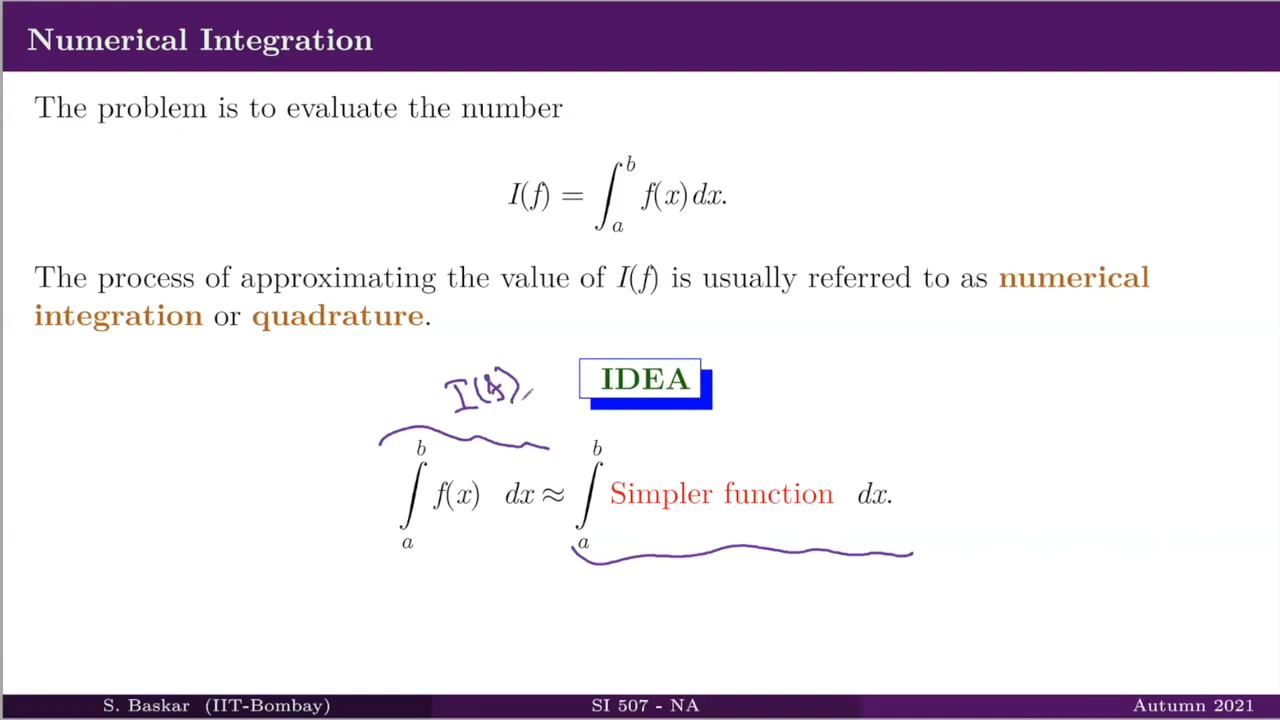 Numerical Integration
The problem is to evaluate the number
I(f) = ∫_a^b f(x) dx.
The process of approximating the value of I(f) is usually referred to as numerical
integration or quadrature.
I(f)
IDEA
∫_a^b f(x) dx ≈ ∫_a^b Simpler function dx.
S. Baskar (IIT-Bombay) SI 507 - NA Autumn 2021